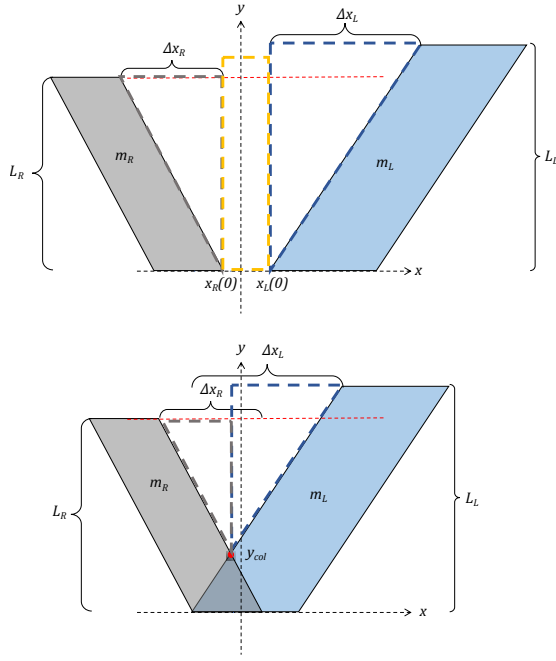 y
Δx_L
Δx_R
m_R
m_L
L_R
L_L
x
x_R(0)
x_L(0)
y
Δx_L
Δx_R
m_R
m_L
L_R
L_L
y_col
x